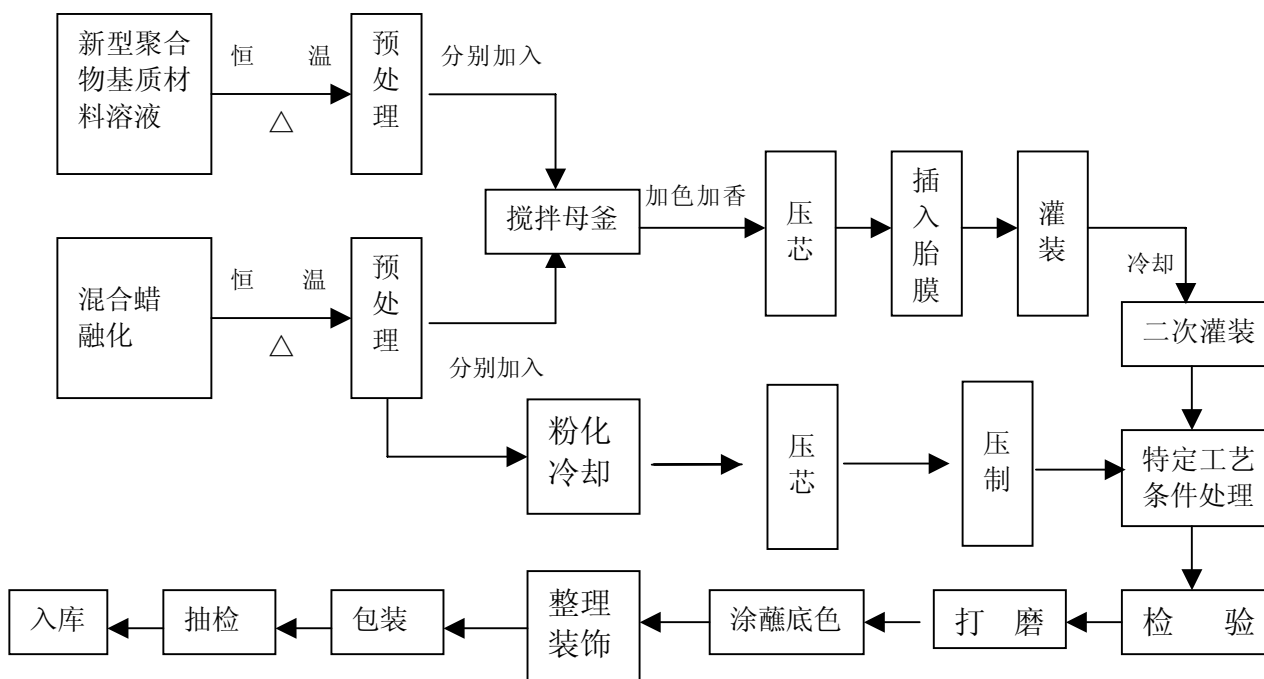 新型聚合
物基质材
料溶液
恒 温
△
预
处
理
分别加入
搅拌母釜
加色加香
压
芯
插
入
胎
膜
灌
装
冷却
二次灌装
混合蜡
融化
恒 温
△
预
处
理
分别加入
粉化
冷却
压
芯
压
制
特定工艺
条件处理
检 验
打 磨
涂蘸底色
整理
装饰
包装
抽检
入库